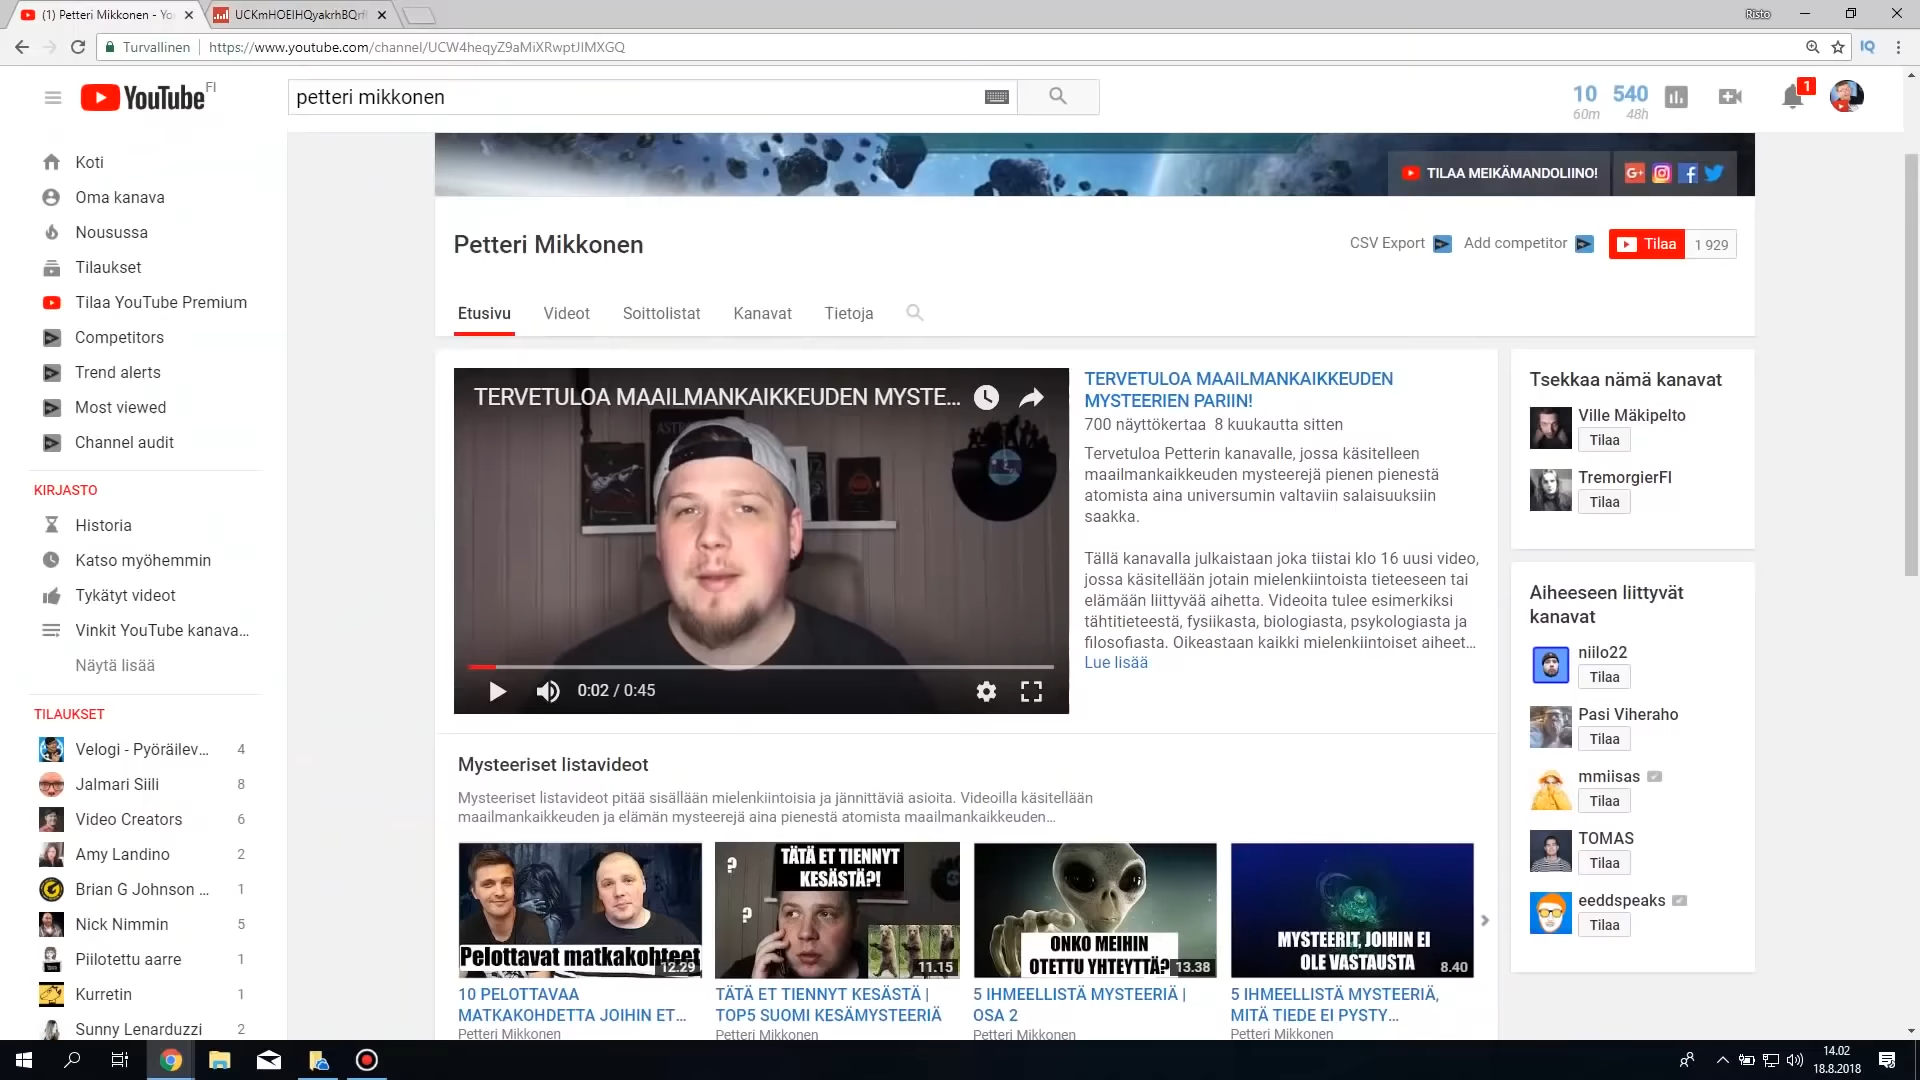 (1) Petteri Mikkonen - Yo
UCKmHOEIHQyakrhBQrf
Risto
Turvallinen
https://www.youtube.com/channel/UCW4heqyZ9aMiXRwptJIMXGQ
IQ
YouTube FI
petteri mikkonen
10 540
60m 48h
1
Koti
Oma kanava
Nousussa
Tilaukset
Tilaa YouTube Premium
Competitors
Trend alerts
Most viewed
Channel audit
KIRJASTO
Historia
Katso myöhemmin
Tykätyt videot
Vinkit YouTube kanava...
Näytä lisää
TILAUKSET
Velogi - Pyöräilev... 4
Jalmari Siili 8
Video Creators 6
Amy Landino 2
Brian G Johnson ... 1
Nick Nimmin 5
Piilotettu aarre 1
Kurretin 1
Sunny Lenarduzzi 2
TILAA MEIKÄMANDOLIINO!
G+
Petteri Mikkonen
CSV Export
Add competitor
Tilaa 1 929
Etusivu
Videot
Soittolistat
Kanavat
Tietoja
TERVETULOA MAAILMANKAIKKEUDEN MYSTE...
0:02 / 0:45
TERVETULOA MAAILMANKAIKKEUDEN
MYSTEERIEN PARIIN!
700 näyttökertaa 8 kuukautta sitten
Tervetuloa Petterin kanavalle, jossa käsitelleen
maailmankaikkeuden mysteerejä pienen pienestä
atomista aina universumin valtaviin salaisuuksiin
saakka.
Tällä kanavalla julkaistaan joka tiistai klo 16 uusi video,
jossa käsitellään jotain mielenkiintoista tieteeseen tai
elämään liittyvää aihetta. Videoita tulee esimerkiksi
tähtitieteestä, fysiikasta, biologiasta, psykologiasta ja
filosofiasta. Oikeastaan kaikki mielenkiintoiset aiheet...
Lue lisää
Mysteeriset listavideot
Mysteeriset listavideot pitää sisällään mielenkiintoisia ja jännittäviä asioita. Videoilla käsitellään
maailmankaikkeuden ja elämän mysteerejä aina pienestä atomista maailmankaikkeuden...
Pelottavat matkakohteet
12.29
10 PELOTTAVAA
MATKAKOHDETTA JOIHIN ET...
Petteri Mikkonen
?
?
TÄTÄ ET TIENNYT
KESÄSTÄ?!
11.15
TÄTÄ ET TIENNYT KESÄSTÄ |
TOP5 SUOMI KESÄMYSTEERIÄ
Petteri Mikkonen
ONKO MEIHIN
OTETTU YHTEYTTÄ?
13.38
5 IHMEELLISTÄ MYSTEERIÄ |
OSA 2
Petteri Mikkonen
MYSTEERIT, JOIHIN EI
OLE VASTAUSTA
8.40
5 IHMEELLISTÄ MYSTEERIÄ,
MITÄ TIEDE EI PYSTY...
Petteri Mikkonen
Tsekkaa nämä kanavat
Ville Mäkipelto
Tilaa
TremorgierFI
Tilaa
Aiheeseen liittyvät
kanavat
niilo22
Tilaa
Pasi Viheraho
Tilaa
mmiisas
Tilaa
TOMAS
Tilaa
eeddspeaks
Tilaa
14.02
18.8.2018